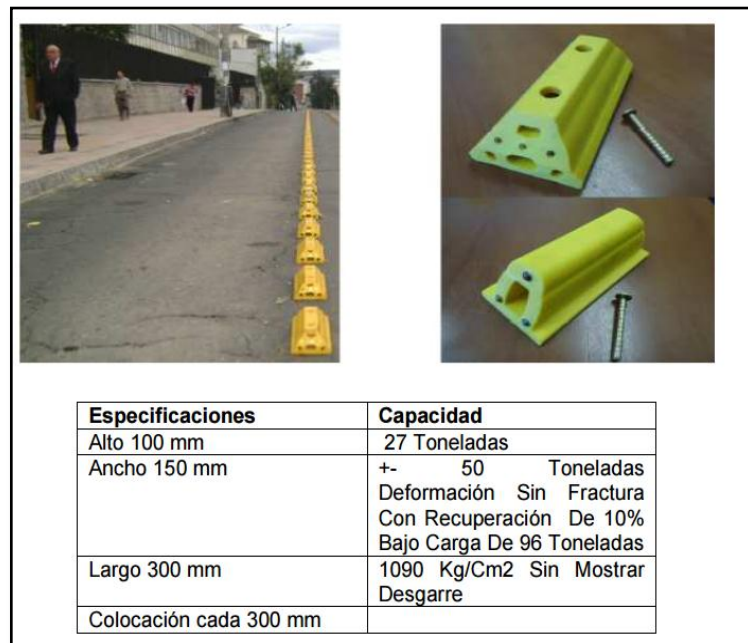 Especificaciones Capacidad
Alto 100 mm 27 Toneladas
Ancho 150 mm +- 50 Toneladas
Deformación Sin Fractura
Con Recuperación De 10%
Bajo Carga De 96 Toneladas
Largo 300 mm 1090 Kg/Cm2 Sin Mostrar
Desgarre
Colocación cada 300 mm